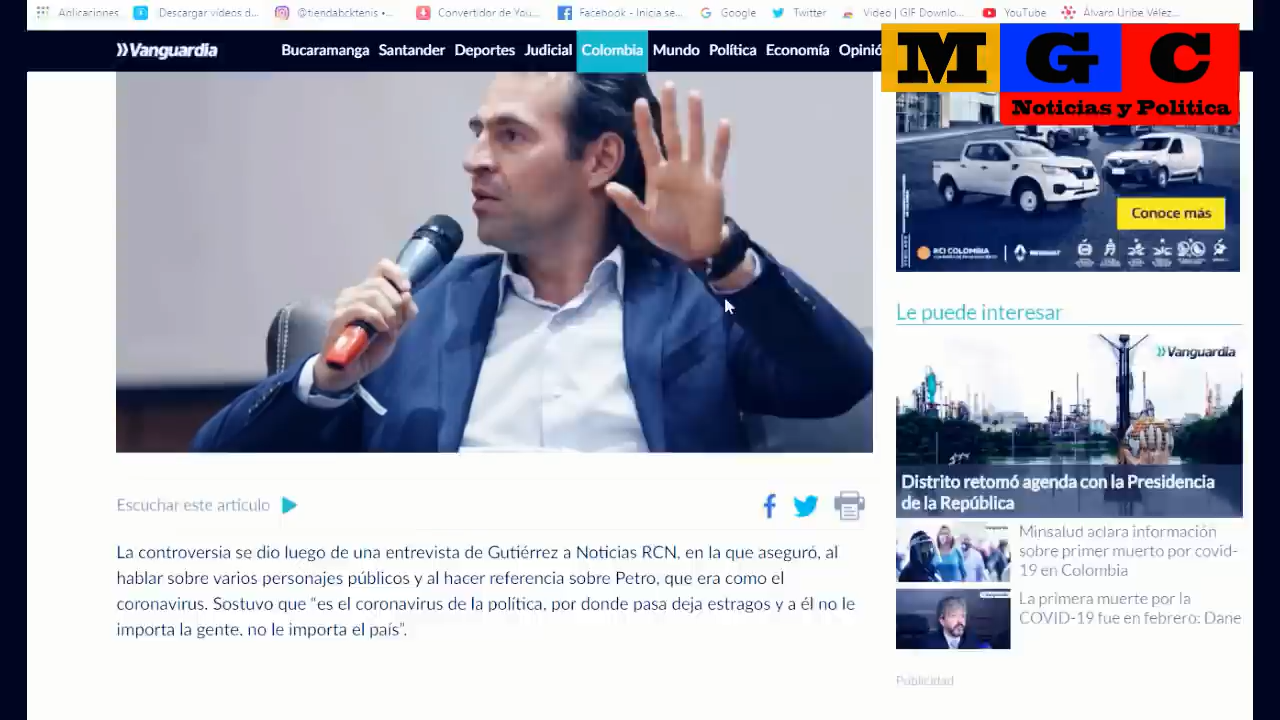 Aplicaciones Descargar videos d... @tiendabcktenis •... Convertidor de You... Facebook - Inicia se... Google Twitter Video | GIF Downlo... YouTube Álvaro Uribe Vélez...
Vanguardia Bucaramanga Santander Deportes Judicial Colombia Mundo Política Economía Opinió
M G C
Noticias y Politica
Conoce más
RCI COLOMBIA
Le puede interesar
Vanguardia
Distrito retomó agenda con la Presidencia
de la República
Minsalud aclara información
sobre primer muerto por covid-
19 en Colombia
La primera muerte por la
COVID-19 fue en febrero: Dane
Publicidad
Escuchar este artículo
La controversia se dio luego de una entrevista de Gutiérrez a Noticias RCN, en la que aseguró, al
hablar sobre varios personajes públicos y al hacer referencia sobre Petro, que era como el
coronavirus. Sostuvo que “es el coronavirus de la política, por donde pasa deja estragos y a él no le
importa la gente, no le importa el país”.